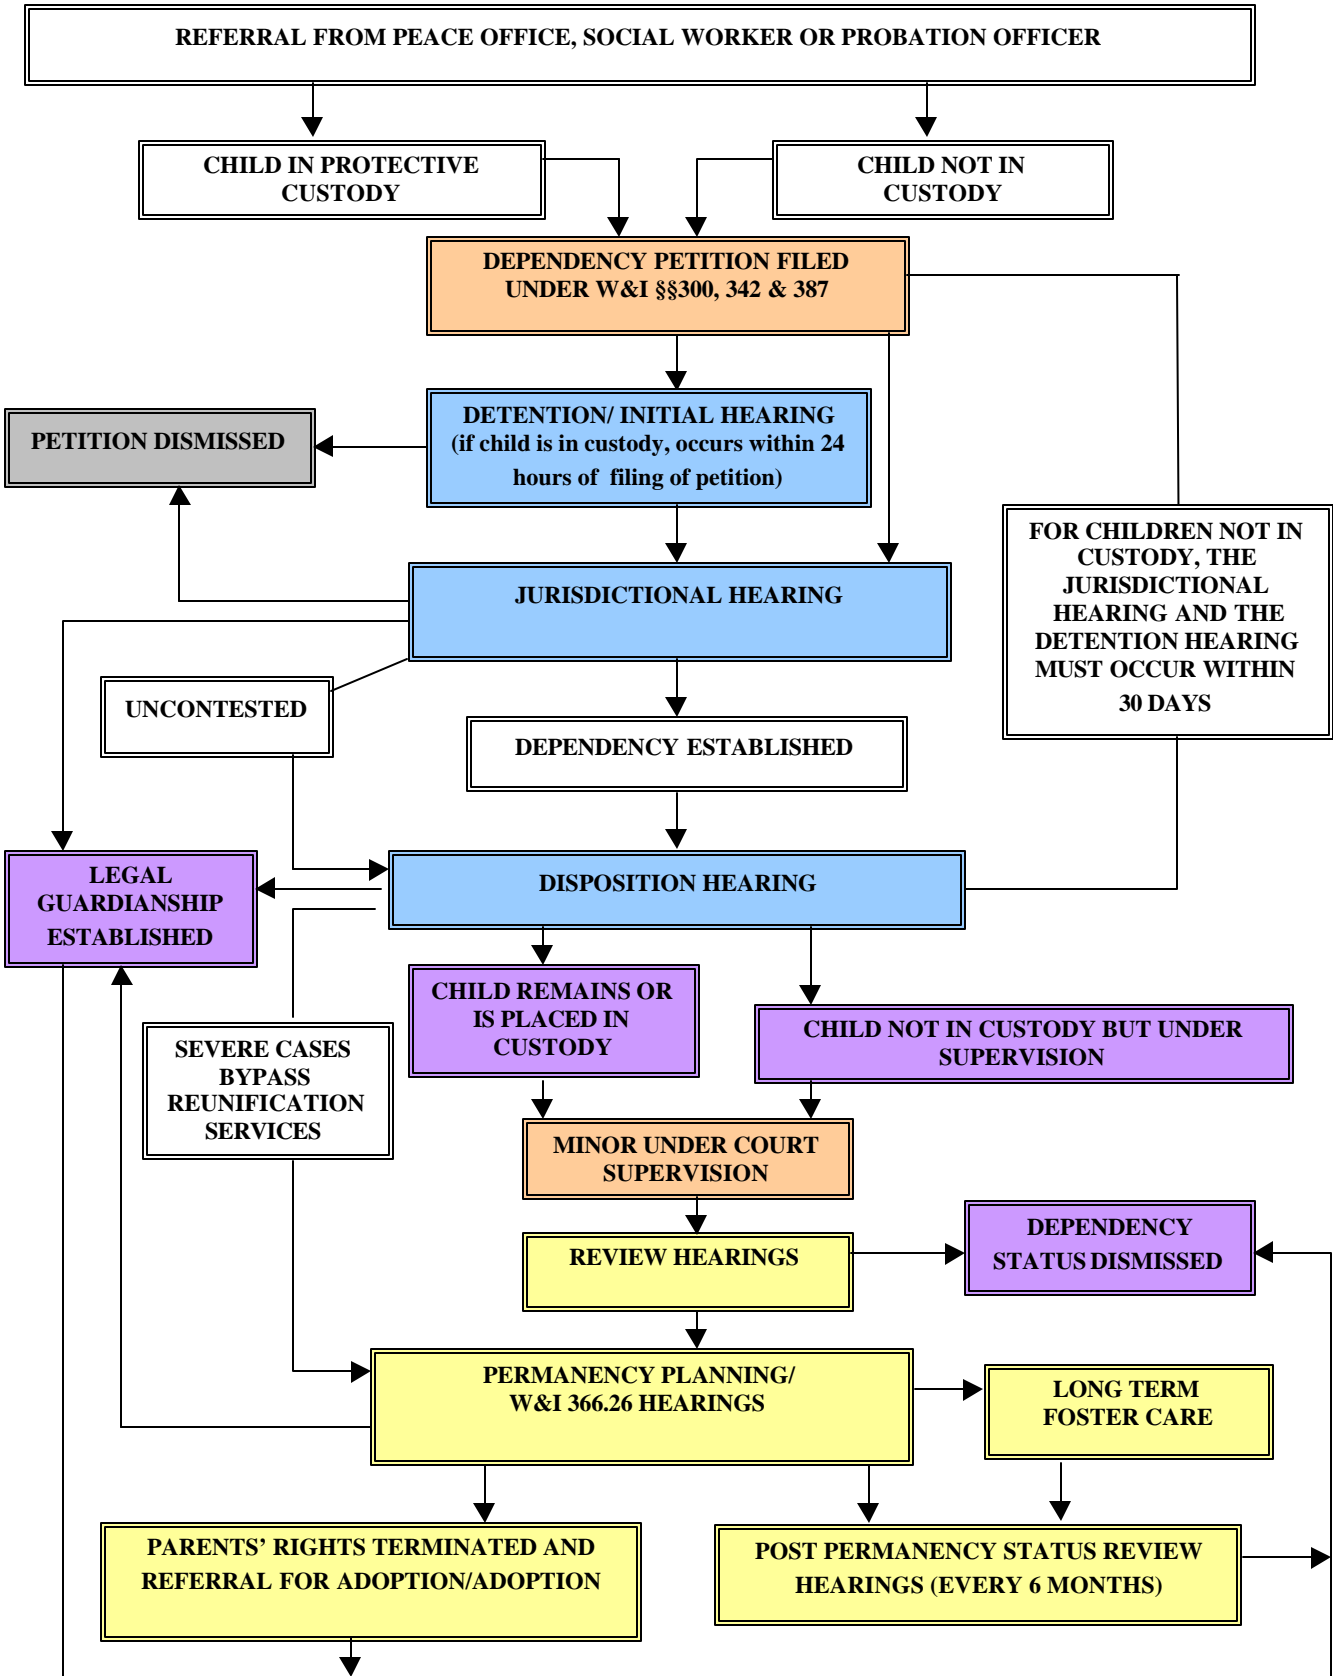 REFERRAL FROM PEACE OFFICE, SOCIAL WORKER OR PROBATION OFFICER
CHILD IN PROTECTIVE
CUSTODY
CHILD NOT IN
CUSTODY
DEPENDENCY PETITION FILED
UNDER W&I §§300, 342 & 387
DETENTION/ INITIAL HEARING
(if child is in custody, occurs within 24
hours of filing of petition)
PETITION DISMISSED
FOR CHILDREN NOT IN
CUSTODY, THE
JURISDICTIONAL
HEARING AND THE
DETENTION HEARING
MUST OCCUR WITHIN
30 DAYS
JURISDICTIONAL HEARING
UNCONTESTED
DEPENDENCY ESTABLISHED
LEGAL
GUARDIANSHIP
ESTABLISHED
DISPOSITION HEARING
CHILD REMAINS OR
IS PLACED IN
CUSTODY
CHILD NOT IN CUSTODY BUT UNDER
SUPERVISION
SEVERE CASES
BYPASS
REUNIFICATION
SERVICES
MINOR UNDER COURT
SUPERVISION
REVIEW HEARINGS
DEPENDENCY
STATUS DISMISSED
PERMANENCY PLANNING/
W&I 366.26 HEARINGS
LONG TERM
FOSTER CARE
PARENTS’ RIGHTS TERMINATED AND
REFERRAL FOR ADOPTION/ADOPTION
POST PERMANENCY STATUS REVIEW
HEARINGS (EVERY 6 MONTHS)